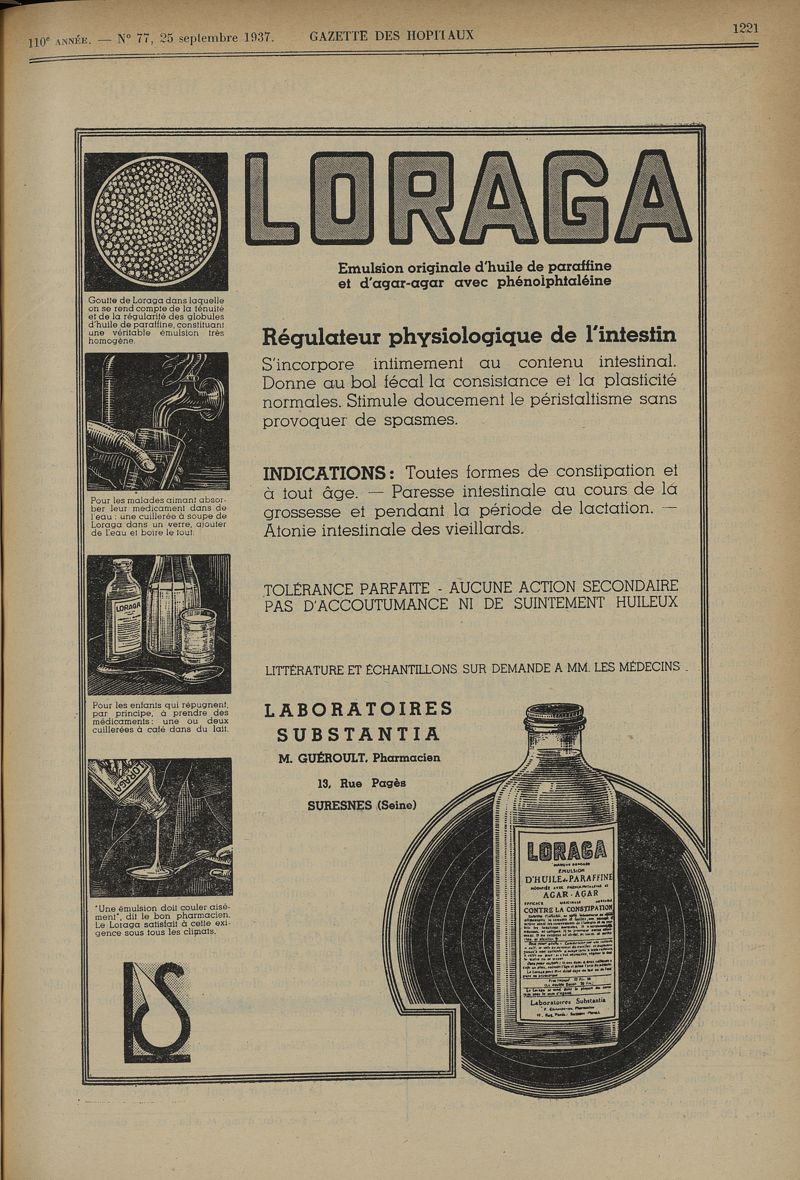 110e ANNÉE. — N° 77, 25 septembre 1937. GAZETTE DES HOPITAUX 1221
LORAGA
Emulsion originale d'huile de paraffine
et d'agar-agar avec phénolphtaléine
Goutte de Loraga dans laquelle
on se rend compte de la ténuité
et de la régularité des globules
d'huile de paraffine, constituant
une véritable émulsion très
homogène.
Régulateur physiologique de l'intestin
S'incorpore intimement au contenu intestinal.
Donne au bol fécal la consistance et la plasticité
normales. Stimule doucement le péristaltisme sans
provoquer de spasmes.
Pour les malades aimant absor-
ber leur médicament dans de
l'eau : une cuillerée à soupe de
Loraga dans un verre, ajouter
de l'eau et boire le tout.
INDICATIONS : Toutes formes de constipation et
à tout âge. — Paresse intestinale au cours de la
grossesse et pendant la période de lactation. —
Atonie intestinale des vieillards.
LORAGA
TOLÉRANCE PARFAITE - AUCUNE ACTION SECONDAIRE
PAS D'ACCOUTUMANCE NI DE SUINTEMENT HUILEUX
Pour les enfants qui répugnent,
par principe, à prendre des
médicaments : une ou deux
cuillerées à café dans du lait.
LITTÉRATURE ET ÉCHANTILLONS SUR DEMANDE A MM. LES MÉDECINS .
LABORATOIRES
SUBSTANTIA
M. GUÉROULT, Pharmacien
13, Rue Pagès
SURESNES (Seine)
LORAGA
"Une émulsion doit couler aisé-
ment", dit le bon pharmacien.
Le Loraga satisfait à cette exi-
gence sous tous les climats.
LS
LORAGA
ÉMULSION
D'HUILE DE PARAFFINE
AGAR-AGAR
CONTRE LA CONSTIPATION
Laboratoires Substantia